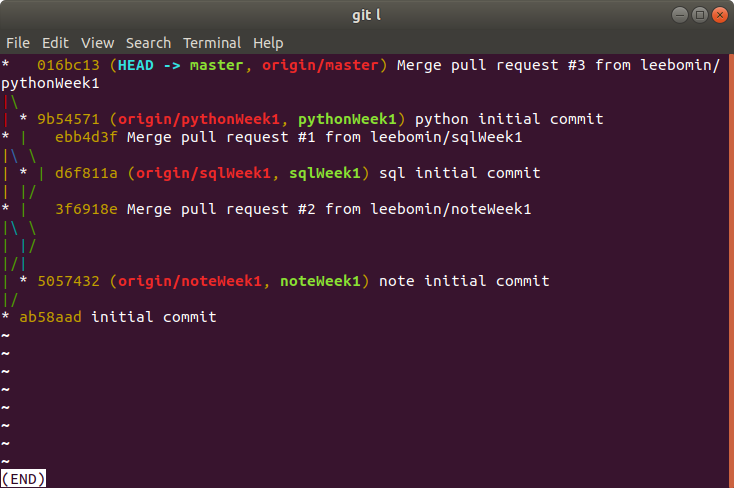 git l
File Edit View Search Terminal Help
*   016bc13 (HEAD -> master, origin/master) Merge pull request #3 from leebomin/
pythonWeek1
|\
| * 9b54571 (origin/pythonWeek1, pythonWeek1) python initial commit
* |   ebb4d3f Merge pull request #1 from leebomin/sqlWeek1
|\ \
| * | d6f811a (origin/sqlWeek1, sqlWeek1) sql initial commit
| |/
* |   3f6918e Merge pull request #2 from leebomin/noteWeek1
|\ \
| |/
|/|
| * 5057432 (origin/noteWeek1, noteWeek1) note initial commit
|/
* ab58aad initial commit
~
~
~
~
~
~
~
~
(END)